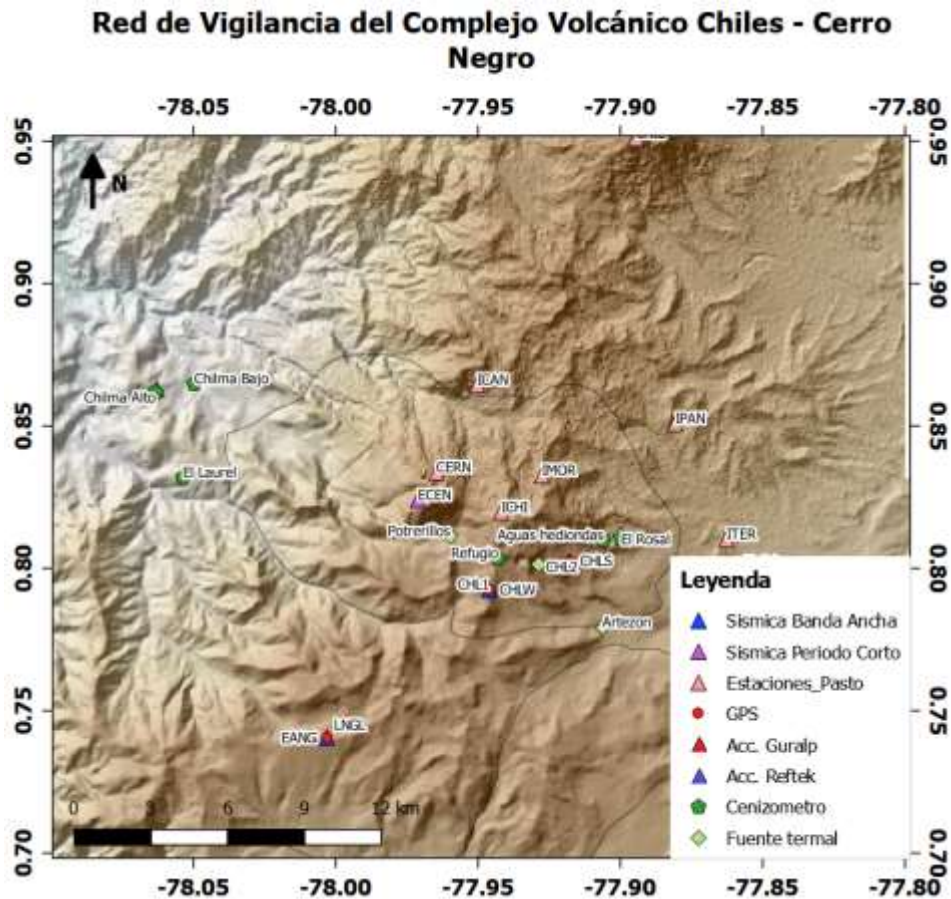 Red de Vigilancia del Complejo Volcánico Chiles - Cerro
Negro
-78.05 -78.00 -77.95 -77.90 -77.85 -77.80
0.95 0.95
N
0.90 0.90
Chilma Bajo
Chilma Alto
ICAN
0.85 0.85
IPAN
CERN
IMOR
El Laurel
ECEN
ICHI
Potrerillos
Aguas hediondas
El Rosal
ITER
Refugio
CHL2
CHLS
0.80 0.80
CHL1
CHLW
Artezon
0.75 0.75
LNGL
EANG
0 3 6 9 12 km
0.70 0.70
-78.05 -78.00 -77.95 -77.90 -77.85 -77.80
Leyenda
Sismica Banda Ancha
Sismica Periodo Corto
Estaciones_Pasto
GPS
Acc. Guralp
Acc. Reftek
Cenizometro
Fuente termal